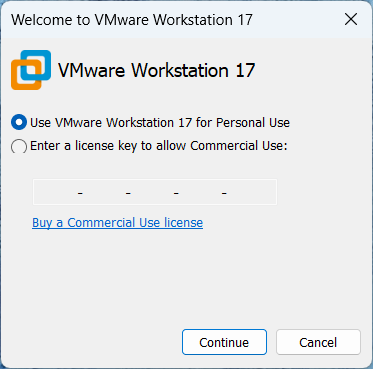 Welcome to VMware Workstation 17
VMware Workstation 17
Use VMware Workstation 17 for Personal Use
Enter a license key to allow Commercial Use:
- - - -
Buy a Commercial Use license
Continue Cancel